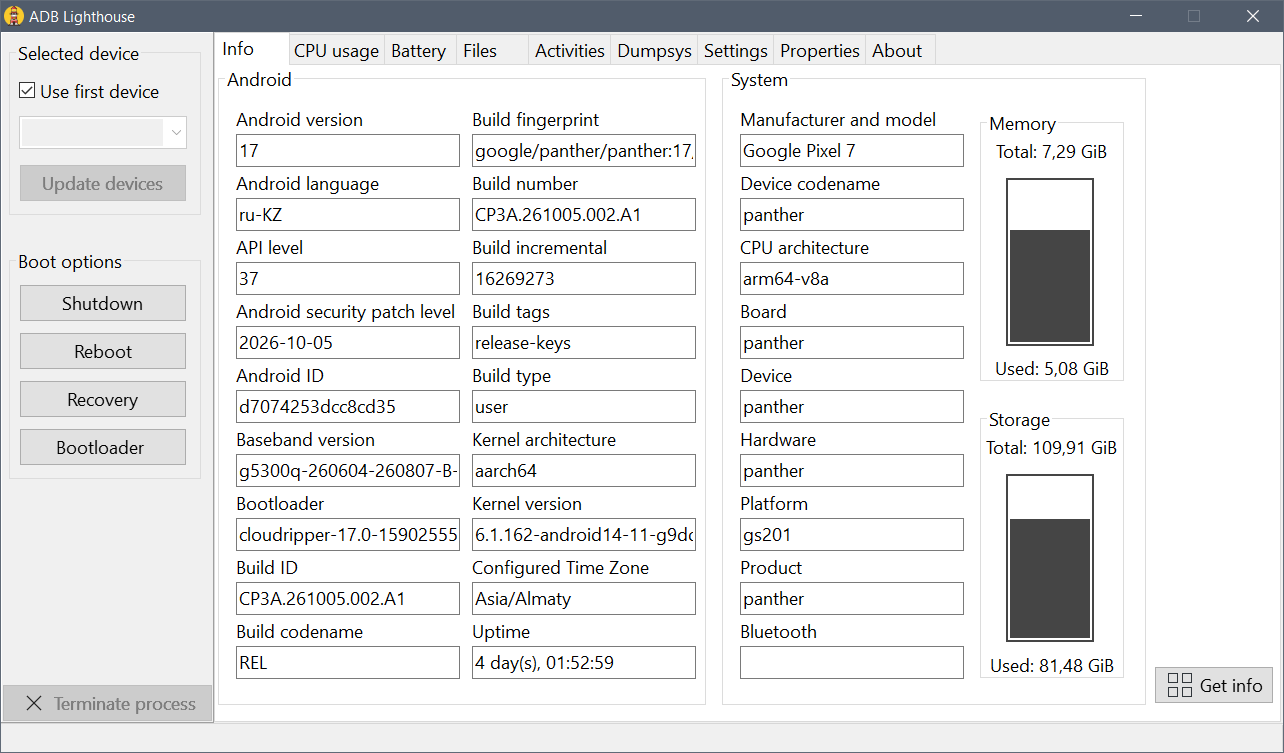 ADB Lighthouse
Selected device
Use first device
Update devices
Boot options
Shutdown
Reboot
Recovery
Bootloader
Terminate process
Info CPU usage Battery Files Activities Dumpsys Settings Properties About
Android
Android version
17
Android language
ru-KZ
API level
37
Android security patch level
2026-10-05
Android ID
d7074253dcc8cd35
Baseband version
g5300q-260604-260807-B-
Bootloader
cloudripper-17.0-15902555
Build ID
CP3A.261005.002.A1
Build codename
REL
Build fingerprint
google/panther/panther:17,
Build number
CP3A.261005.002.A1
Build incremental
16269273
Build tags
release-keys
Build type
user
Kernel architecture
aarch64
Kernel version
6.1.162-android14-11-g9dc
Configured Time Zone
Asia/Almaty
Uptime
4 day(s), 01:52:59
System
Manufacturer and model
Google Pixel 7
Device codename
panther
CPU architecture
arm64-v8a
Board
panther
Device
panther
Hardware
panther
Platform
gs201
Product
panther
Bluetooth
Memory
Total: 7,29 GiB
Used: 5,08 GiB
Storage
Total: 109,91 GiB
Used: 81,48 GiB
Get info